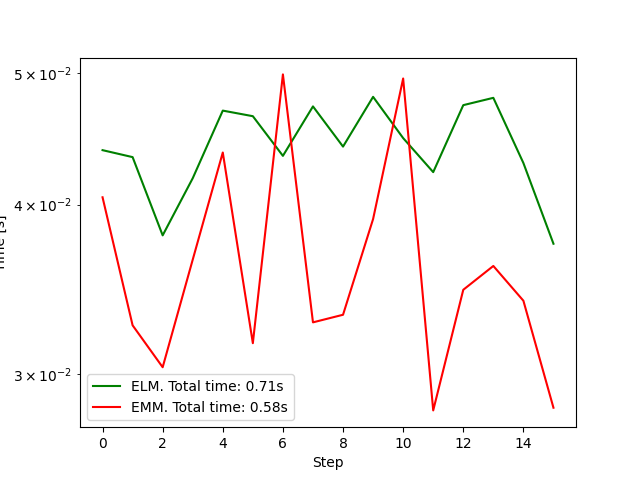 5 × 10⁻²
4 × 10⁻²
3 × 10⁻²
Time [s]
ELM. Total time: 0.71s
EMM. Total time: 0.58s
0 2 4 6 8 10 12 14
Step